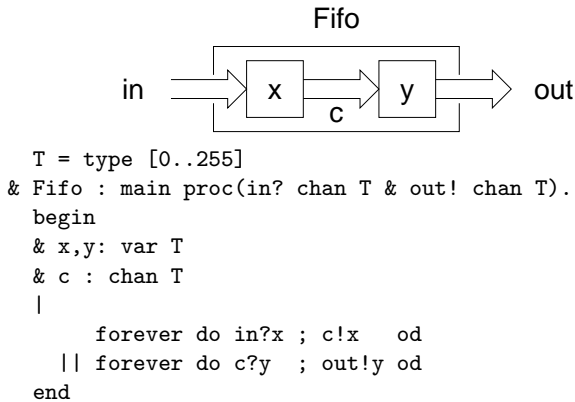 Fifo
in x y out
c
T = type [0..255]
& Fifo : main proc(in? chan T & out! chan T).
begin
& x,y: var T
& c : chan T
|
forever do in?x ; c!x od
|| forever do c?y ; out!y od
end